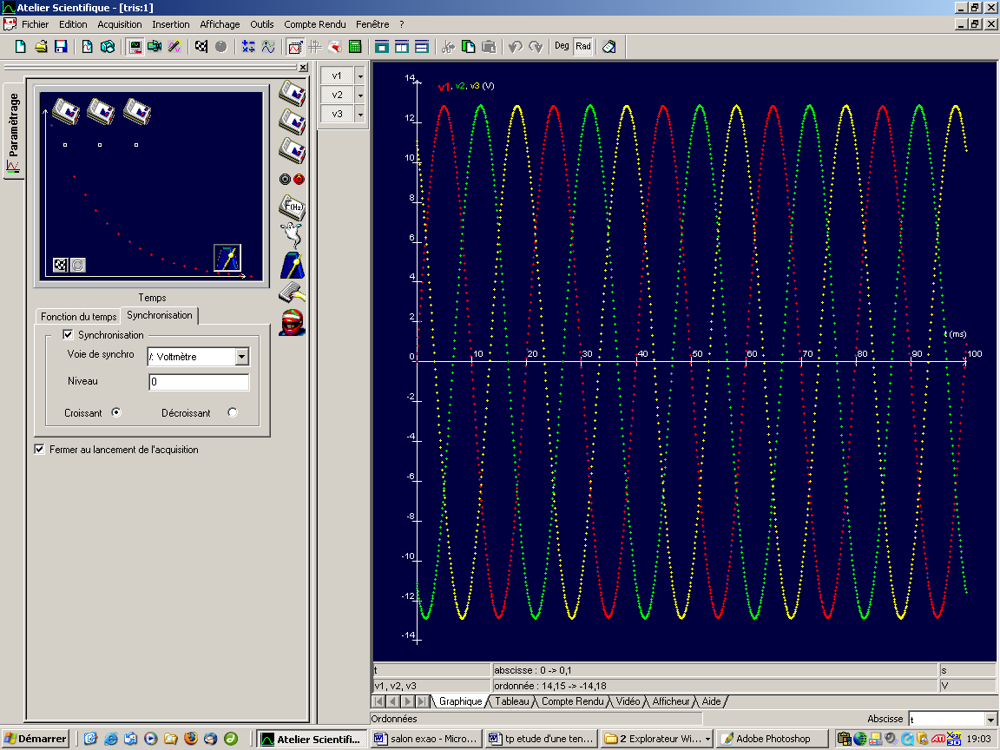 Atelier Scientifique - [tris:1]
Fichier Edition Acquisition Insertion Affichage Outils Compte Rendu Fenêtre ?
Deg Rad
Paramétrage
F(Hz)
Temps
Fonction du temps Synchronisation
Synchronisation
Voie de synchro /: Voltmètre
Niveau 0
Croissant Décroissant
Fermer au lancement de l'acquisition
v1
v2
v3
v1, v2, v3 (V)
14
12
10
8
6
4
2
t (ms)
0 10 20 30 40 50 60 70 80 90 100
-2
-4
-6
-8
-10
-12
-14
t abscisse : 0 -> 0,1 s
v1, v2, v3 ordonnée : 14,15 -> -14,18 V
Graphique Tableau Compte Rendu Vidéo Afficheur Aide
Ordonnées Abscisse t
Démarrer Atelier Scientifi... salon exao - Micro... tp etude d'une ten... 2 Explorateur Wi... Adobe Photoshop 19:03